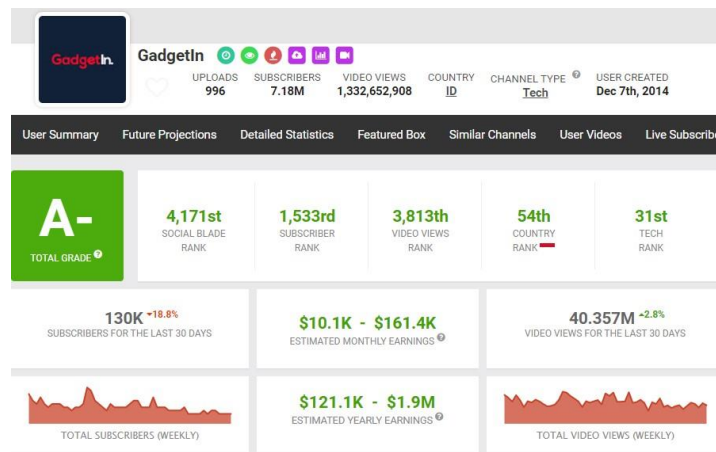 GadgetIn.
GadgetIn
UPLOADS SUBSCRIBERS VIDEO VIEWS COUNTRY CHANNEL TYPE ? USER CREATED
996 7.18M 1,332,652,908 ID Tech Dec 7th, 2014
User Summary Future Projections Detailed Statistics Featured Box Similar Channels User Videos Live Subscribe
A-
TOTAL GRADE ?
4,171st
SOCIAL BLADE
RANK
1,533rd
SUBSCRIBER
RANK
3,813th
VIDEO VIEWS
RANK
54th
COUNTRY
RANK
31st
TECH
RANK
130K -18.8%
SUBSCRIBERS FOR THE LAST 30 DAYS
$10.1K - $161.4K
ESTIMATED MONTHLY EARNINGS ?
40.357M 2.8%
VIDEO VIEWS FOR THE LAST 30 DAYS
TOTAL SUBSCRIBERS (WEEKLY)
$121.1K - $1.9M
ESTIMATED YEARLY EARNINGS ?
TOTAL VIDEO VIEWS (WEEKLY)